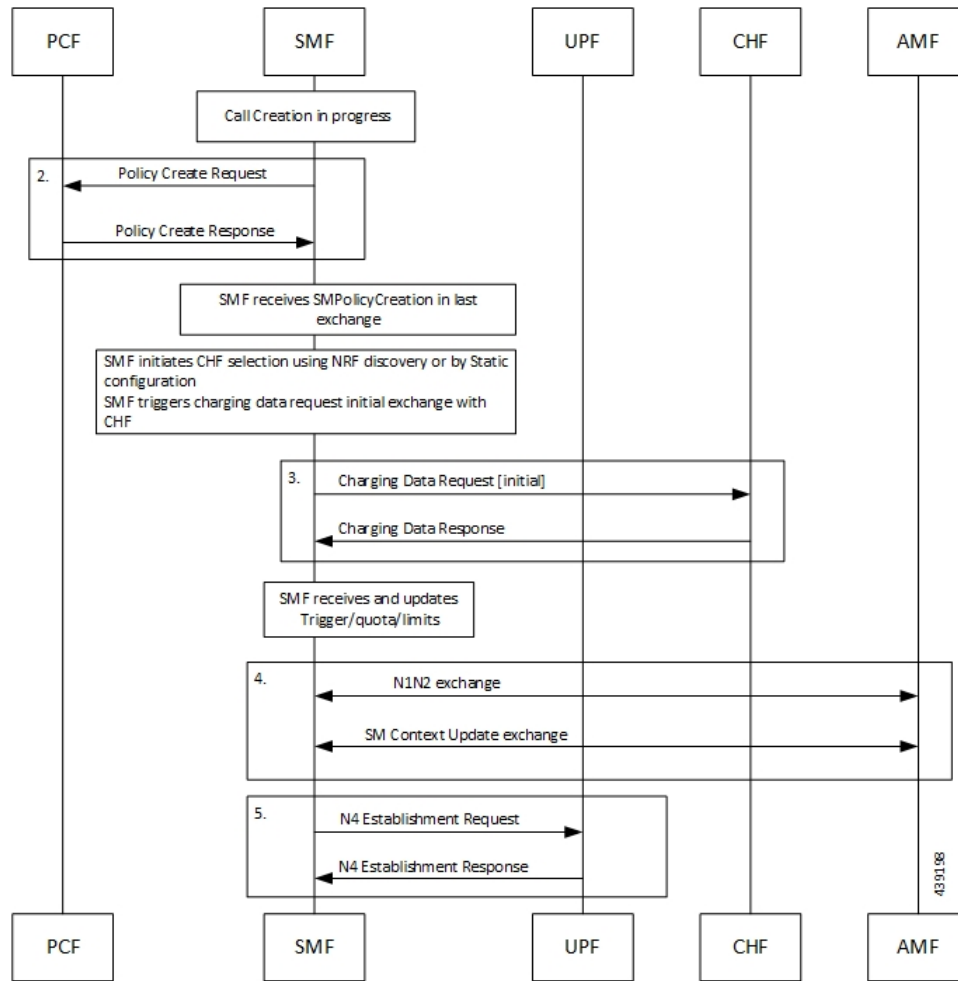 PCF
SMF
UPF
CHF
AMF
Call Creation in progress
2.
Policy Create Request
Policy Create Response
SMF receives SMPolicyCreation in last
exchange
SMF initiates CHF selection using NRF discovery or by Static
configuration
SMF triggers charging data request initial exchange with
CHF
3.
Charging Data Request [initial]
Charging Data Response
SMF receives and updates
Trigger/quota/limits
4.
N1N2 exchange
SM Context Update exchange
5.
N4 Establishment Request
N4 Establishment Response
439198
PCF
SMF
UPF
CHF
AMF